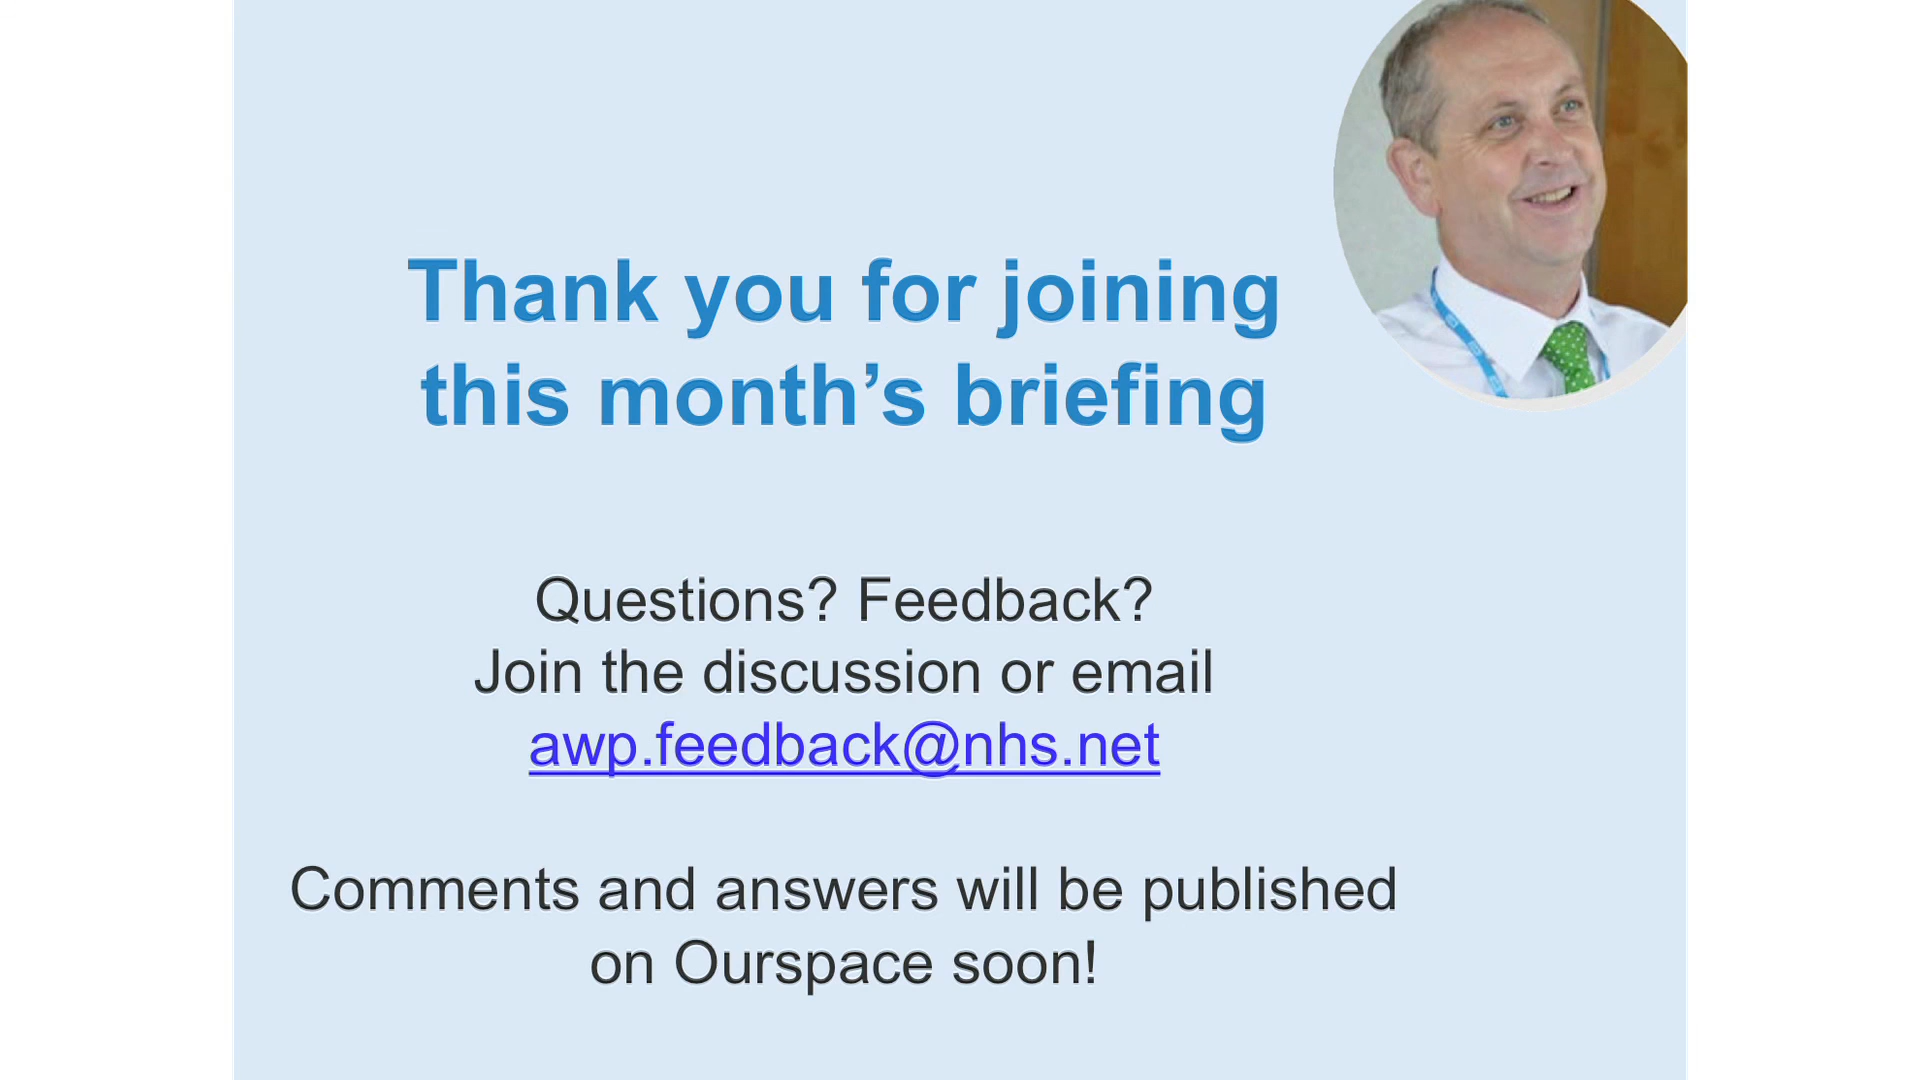 Thank you for joining
this month’s briefing
Questions? Feedback?
Join the discussion or email
awp.feedback@nhs.net
Comments and answers will be published
on Ourspace soon!